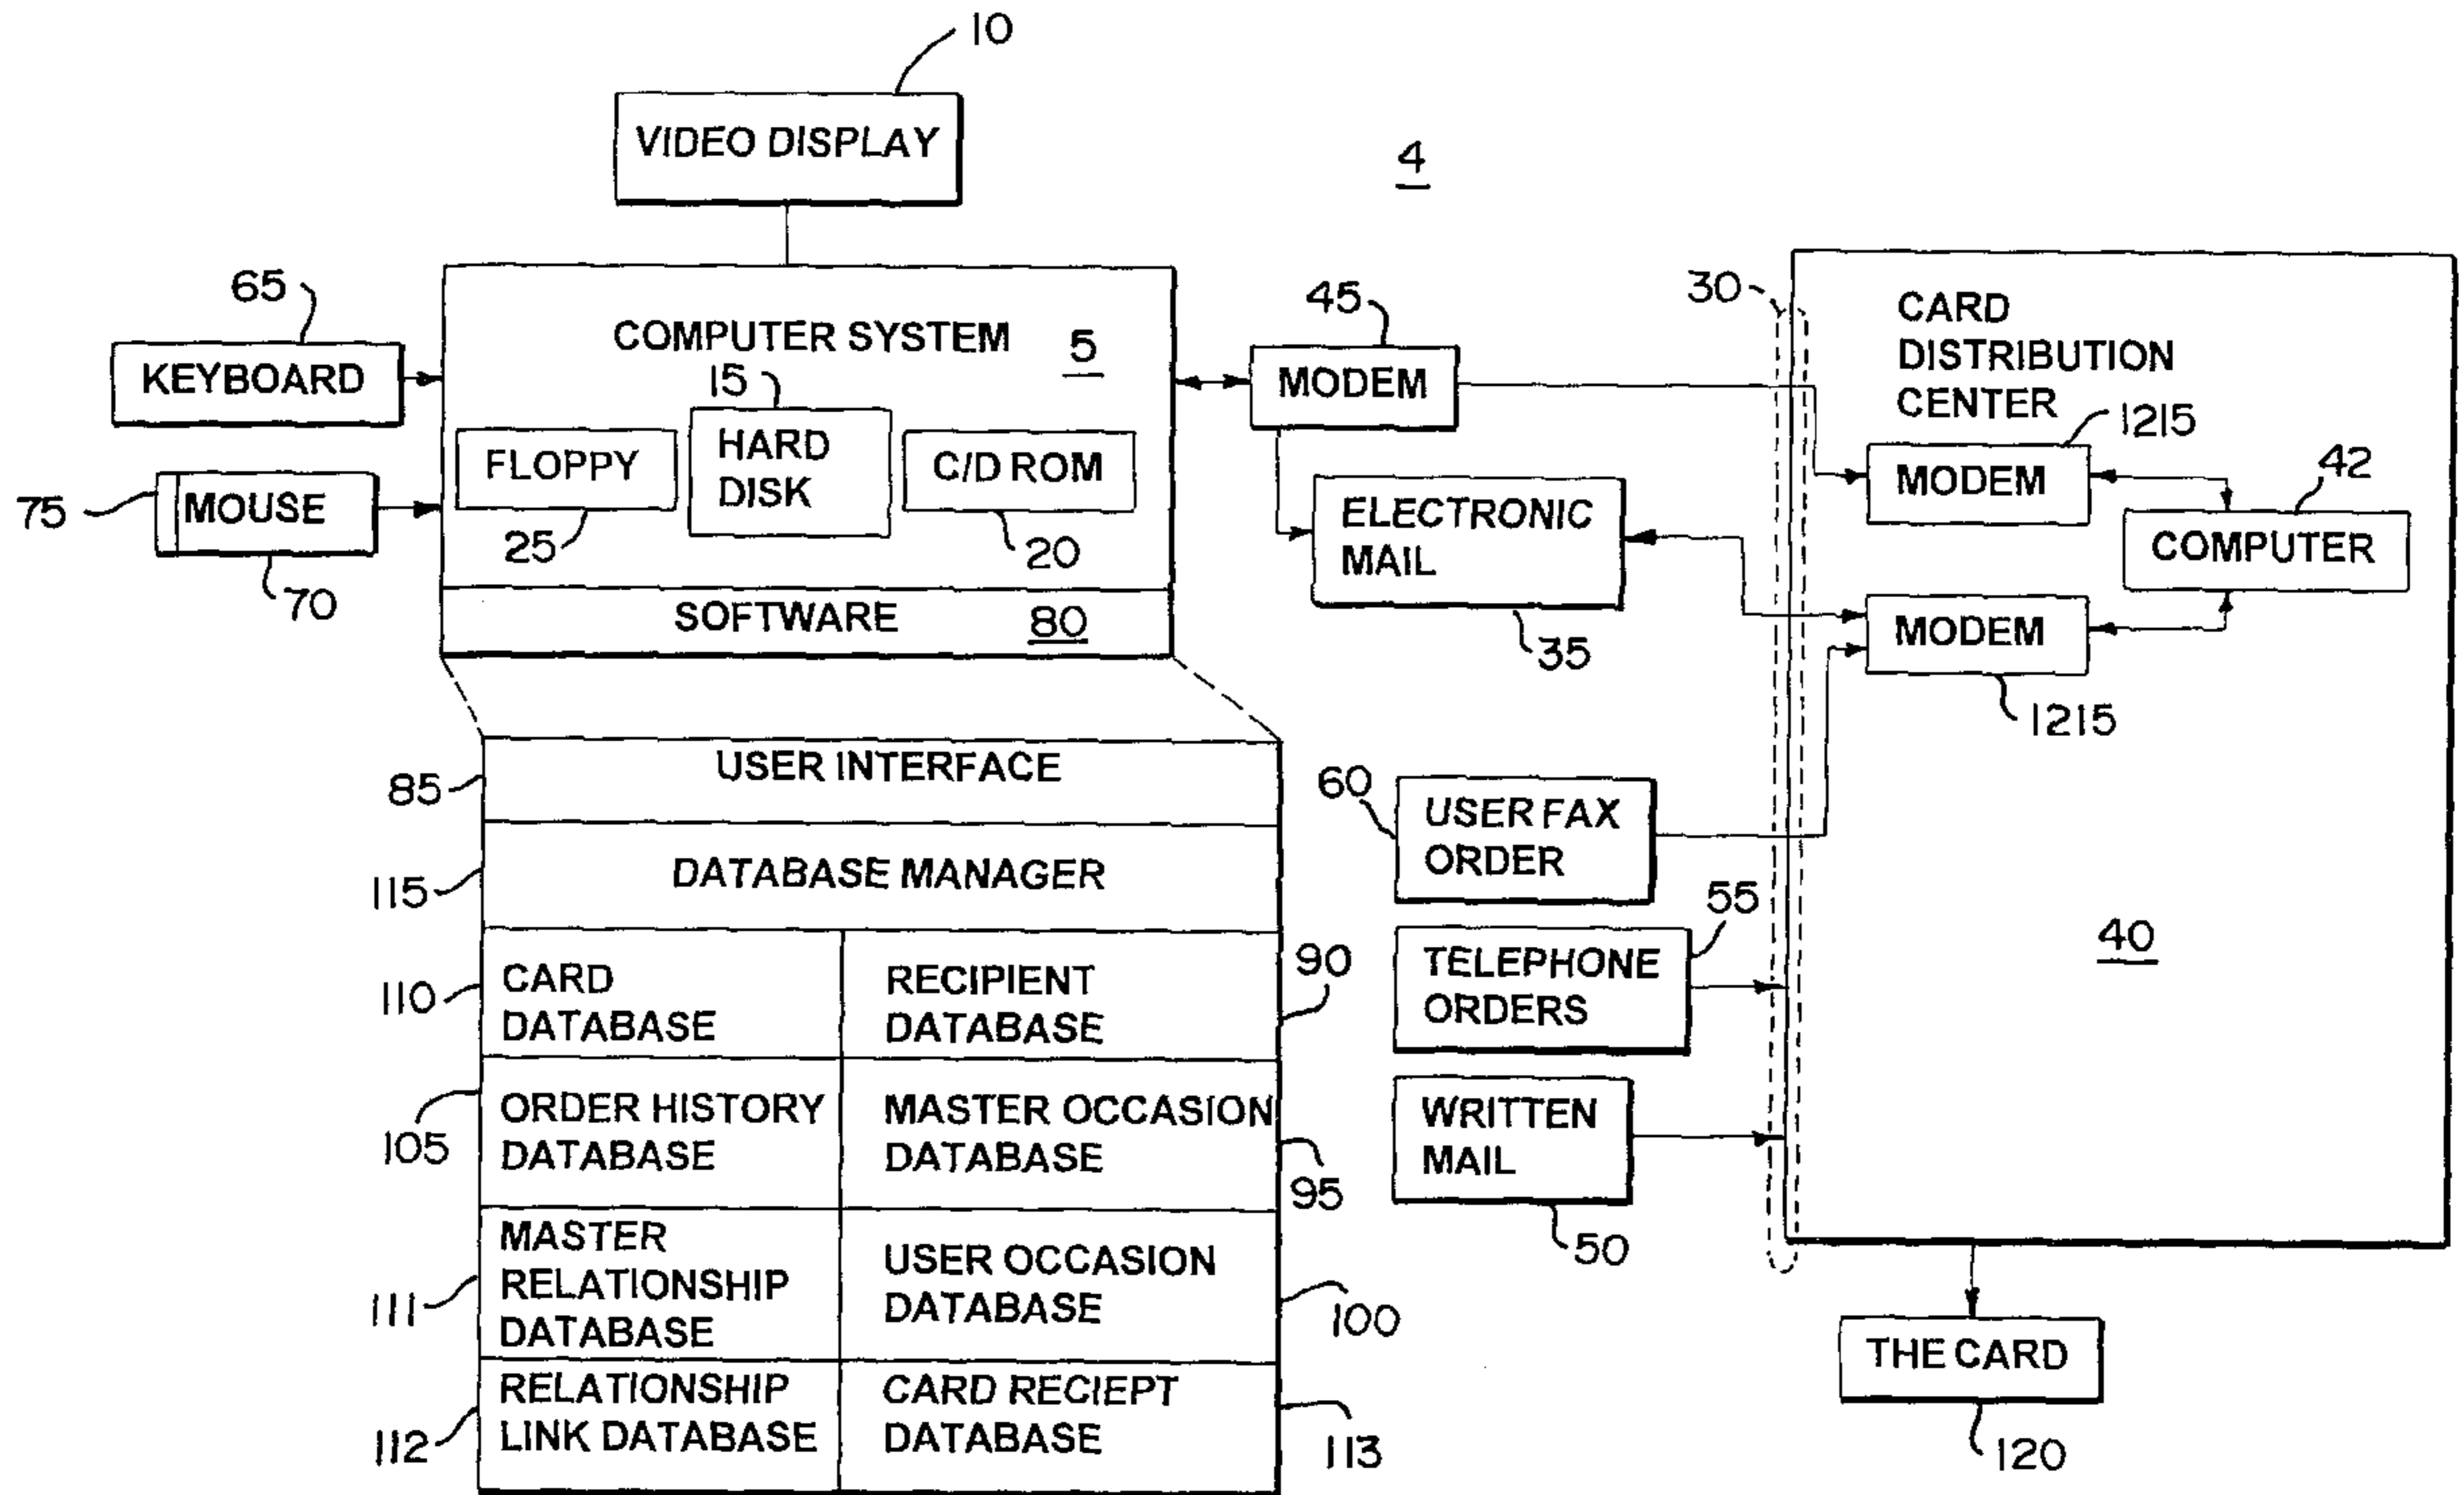 10
VIDEO DISPLAY
4
65
KEYBOARD
COMPUTER SYSTEM 5
15
FLOPPY
HARD
DISK
C/D ROM
25
20
75
MOUSE
70
SOFTWARE 80
45
MODEM
ELECTRONIC
MAIL
35
30
CARD
DISTRIBUTION
CENTER
1215
MODEM
42
COMPUTER
MODEM
1215
40
60
USER FAX
ORDER
55
TELEPHONE
ORDERS
WRITTEN
MAIL
50
THE CARD
120
85
USER INTERFACE
115
DATABASE MANAGER
110
CARD
DATABASE
RECIPIENT
DATABASE
90
105
ORDER HISTORY
DATABASE
MASTER OCCASION
DATABASE
95
111
MASTER
RELATIONSHIP
DATABASE
USER OCCASION
DATABASE
100
112
RELATIONSHIP
LINK DATABASE
CARD RECIEPT
DATABASE
113